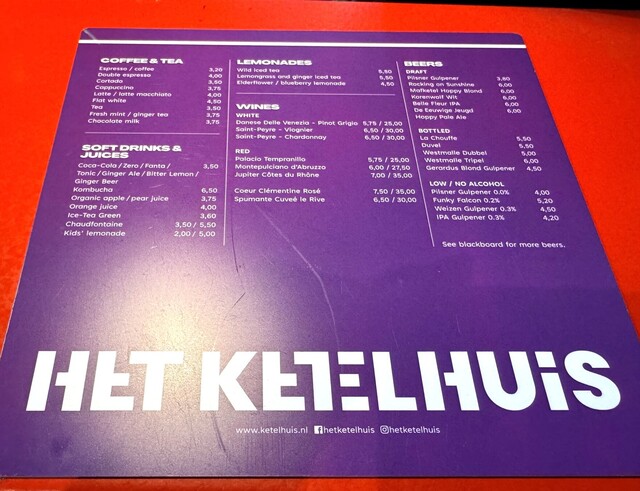 COFFEE & TEA
Espresso / coffee 3,20
Double espresso 4,00
Cortado 3,50
Cappuccino 3,75
Latte / latte macchiato 4,00
Flat white 4,50
Tea 3,50
Fresh mint / ginger tea 3,75
Chocolate milk 3,75
SOFT DRINKS &
JUICES
Coca-Cola / Zero / Fanta / 3,50
Tonic / Ginger Ale / Bitter Lemon /
Ginger Beer
Kombucha 6,50
Organic apple / pear juice 3,75
Orange juice 4,00
Ice-Tea Green 3,60
Chaudfontaine 3,50 / 5,50
Kids' lemonade 2,00 / 5,00
LEMONADES
Wild iced tea 5,50
Lemongrass and ginger iced tea 5,50
Elderflower / blueberry lemonade 4,50
WINES
WHITE
Danese Delle Venezia - Pinot Grigio 5,75 / 25,00
Saint-Peyre - Viognier 6,50 / 30,00
Saint-Peyre - Chardonnay 6,50 / 30,00
RED
Palacio Tempranillo 5,75 / 25,00
Montepulciano d'Abruzzo 6,00 / 27,50
Jupiter Côtes du Rhône 7,00 / 35,00
Coeur Clémentine Rosé 7,50 / 35,00
Spumante Cuveé le Rive 6,50 / 30,00
BEERS
DRAFT
Pilsner Gulpener 3,80
Rocking on Sunshine 6,00
Mafketel Hoppy Blond 6,00
Korenwolf Wit 6,00
Belle Fleur IPA 6,00
De Eeuwige Jeugd 6,00
Hoppy Pale Ale
BOTTLED
La Chouffe 5,50
Duvel 5,50
Westmalle Dubbel 5,00
Westmalle Tripel 6,00
Gerardus Blond Gulpener 4,50
LOW / NO ALCOHOL
Pilsner Gulpener 0.0% 4,00
Funky Falcon 0.2% 5,20
Weizen Gulpener 0.3% 4,50
IPA Gulpener 0.3% 4,20
See blackboard for more beers.
HET KETELHUIS
www.ketelhuis.nl hetketelhuis hetketelhuis